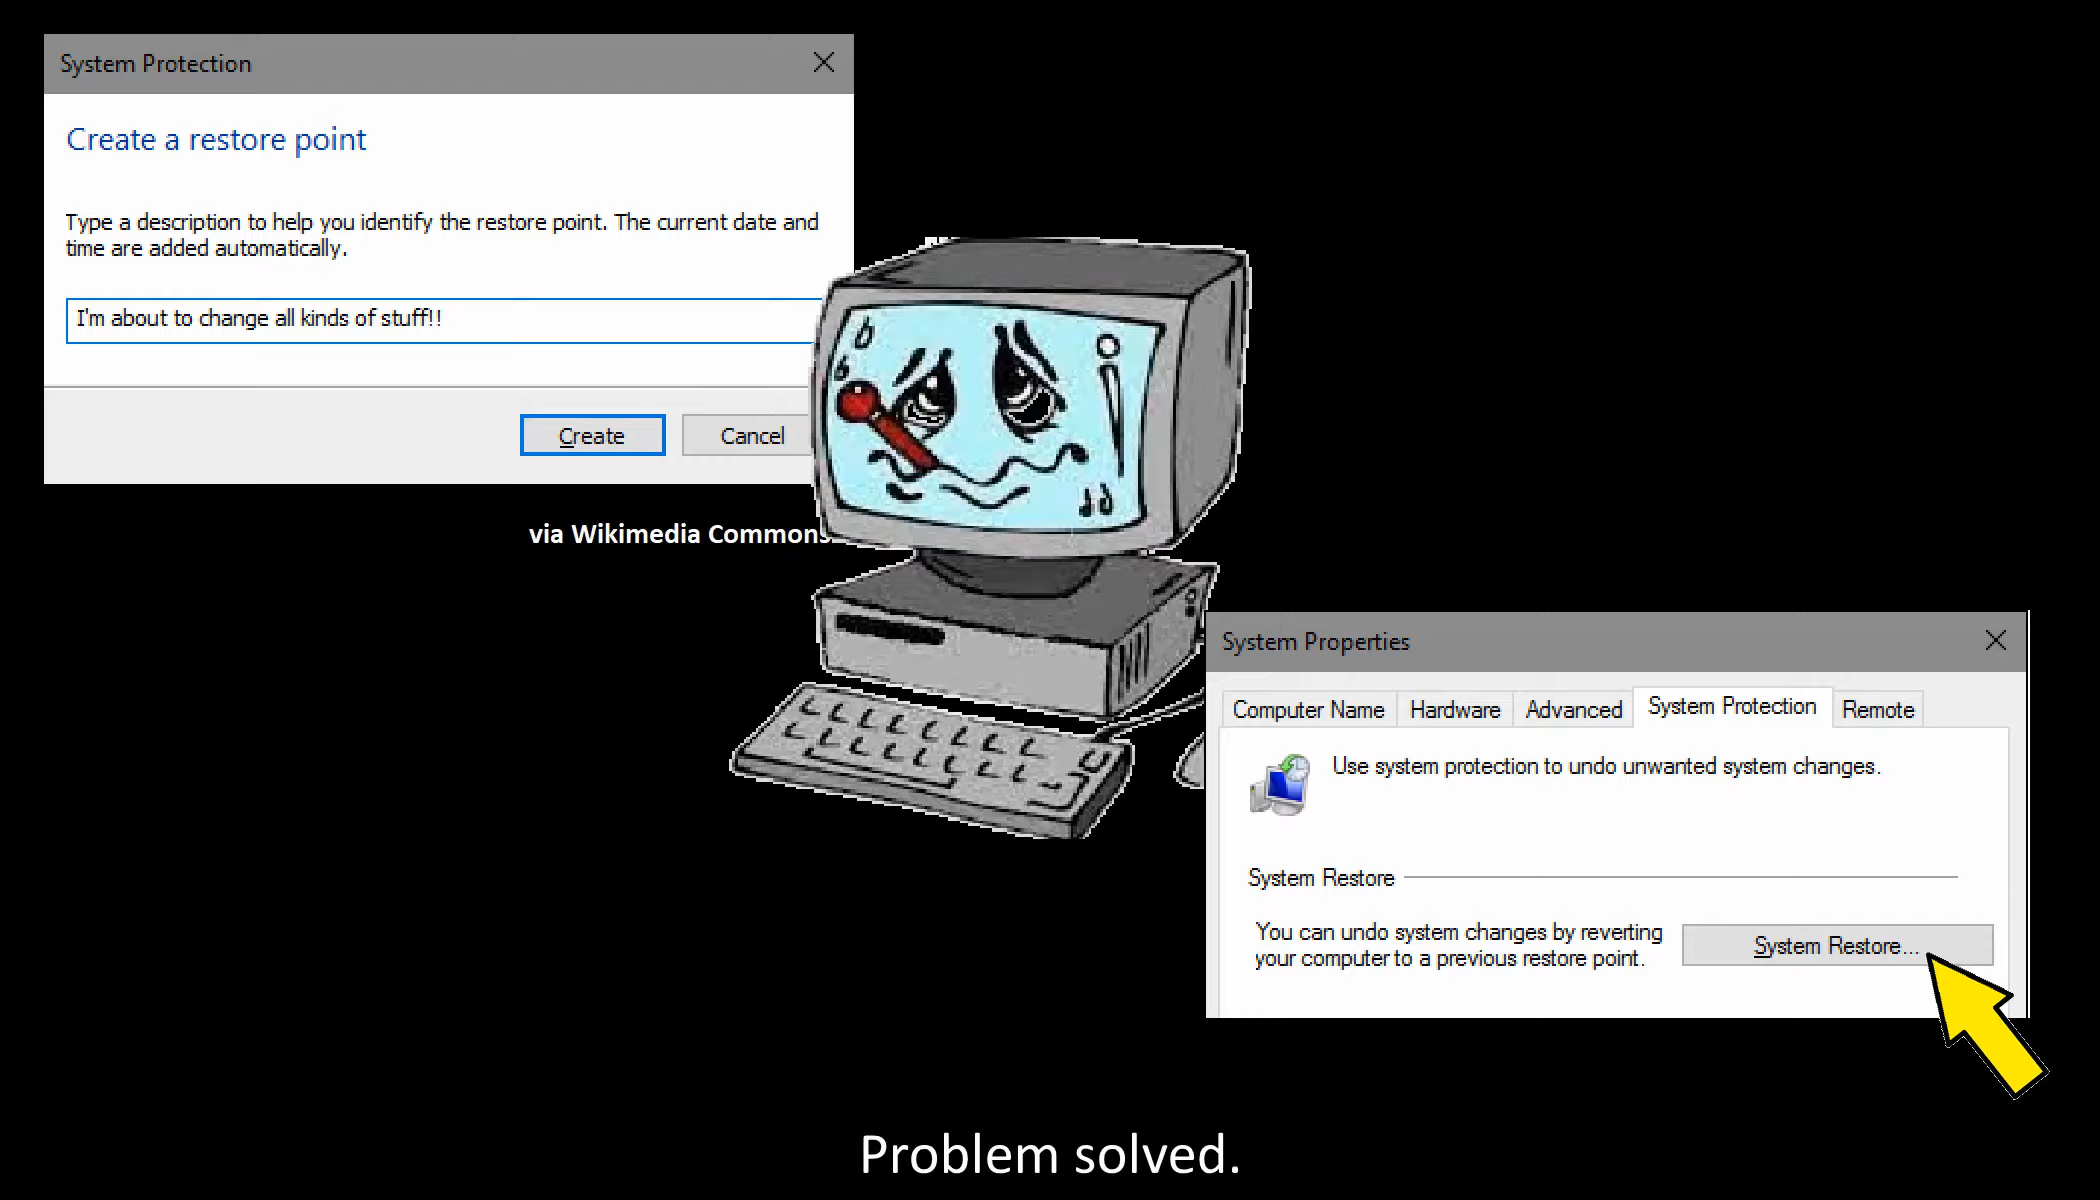 System Protection
Create a restore point
Type a description to help you identify the restore point. The current date and
time are added automatically.
I'm about to change all kinds of stuff!!
Create
Cancel
via Wikimedia Commons
System Properties
Computer Name
Hardware
Advanced
System Protection
Remote
Use system protection to undo unwanted system changes.
System Restore
You can undo system changes by reverting
your computer to a previous restore point.
System Restore...
Problem solved.